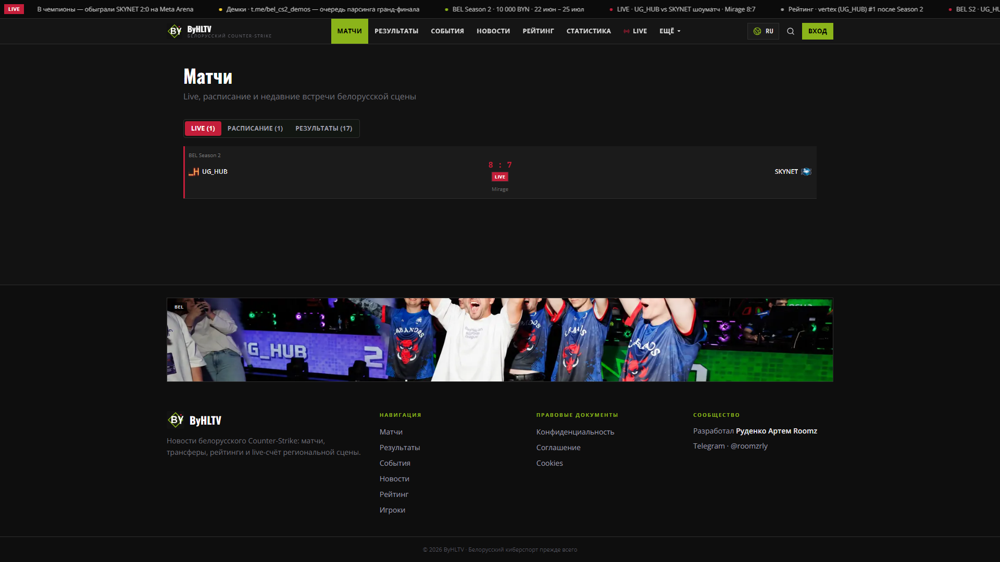 LIVE
В чемпионы — обыграли SKYNET 2:0 на Meta Arena
Демки · t.me/bel_cs2_demos — очередь парсинга гранд-финала
BEL Season 2 · 10 000 BYN · 22 июн – 25 июл
LIVE · UG_HUB vs SKYNET шоуматч · Mirage 8:7
Рейтинг · vertex (UG_HUB) #1 после Season 2
BEL S2 · UG_HU
BY
ByHLTV
БЕЛОРУССКИЙ COUNTER-STRIKE
МАТЧИ
РЕЗУЛЬТАТЫ
СОБЫТИЯ
НОВОСТИ
РЕЙТИНГ
СТАТИСТИКА
LIVE
ЕЩЁ
RU
ВХОД
Матчи
Live, расписание и недавние встречи белорусской сцены
LIVE (1)
РАСПИСАНИЕ (1)
РЕЗУЛЬТАТЫ (17)
BEL Season 2
_H UG_HUB
8 : 7
LIVE
Mirage
SKYNET
BEL
UG_HUB
2
BY
ByHLTV
Новости белорусского Counter-Strike: матчи,
трансферы, рейтинги и live-счёт региональной сцены.
НАВИГАЦИЯ
Матчи
Результаты
События
Новости
Рейтинг
Игроки
ПРАВОВЫЕ ДОКУМЕНТЫ
Конфиденциальность
Соглашение
Cookies
СООБЩЕСТВО
Разработал Руденко Артем Roomz
Telegram · @roomzrly
© 2026 ByHLTV · Белорусский киберспорт прежде всего